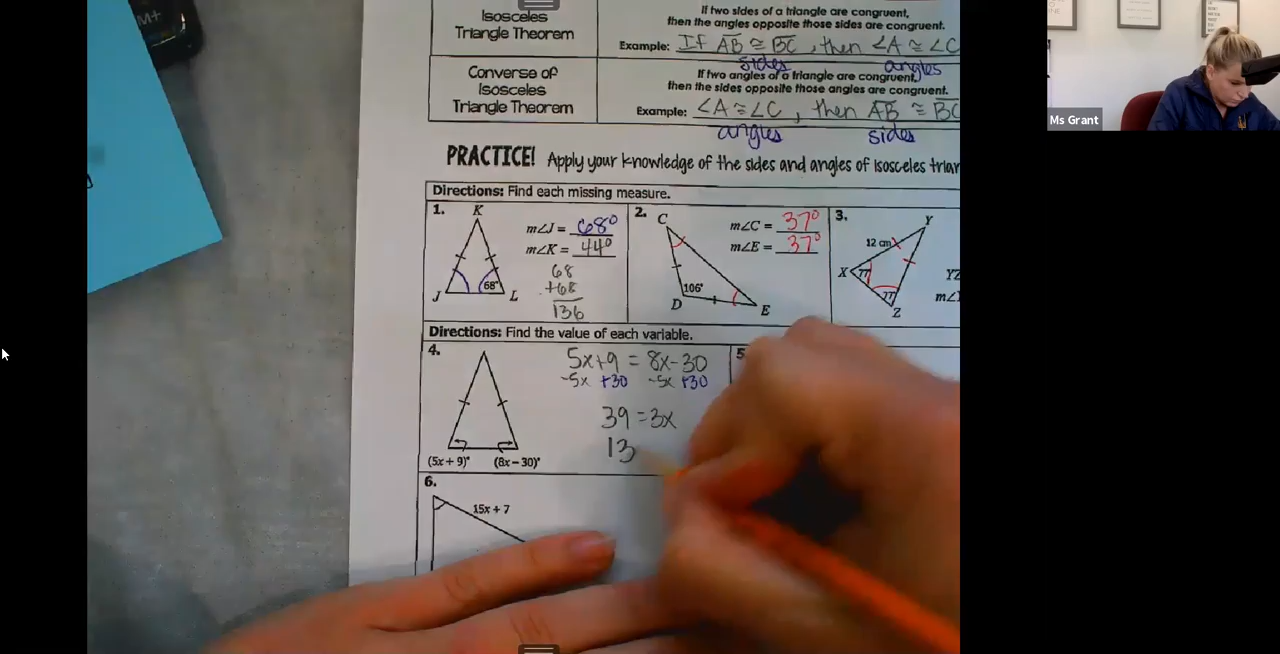 M+
Isosceles
Triangle Theorem
If two sides of a triangle are congruent,
then the angles opposite those sides are congruent.
Example: If AB ≅ BC, then ∠A ≅ ∠C
sides angles
Converse of
Isosceles
Triangle Theorem
If two angles of a triangle are congruent,
then the sides opposite those angles are congruent.
Example: ∠A ≅ ∠C, then AB ≅ BC
angles sides
PRACTICE! Apply your knowledge of the sides and angles of isosceles
Directions: Find each missing measure.
1. K
m∠J = 68°
m∠K = 44°
68
+68
136
68°
J L
2. C
m∠C = 37°
m∠E = 37°
106°
D E
3. Y
12 cm
X 77° YZ
77°
Z
Directions: Find the value of each variable.
4. 5x+9 = 8x-30
-5x +30 -5x +30
39 = 3x
13
(5x + 9)° (8x – 30)°
5
6.
15x + 7
Ms Grant